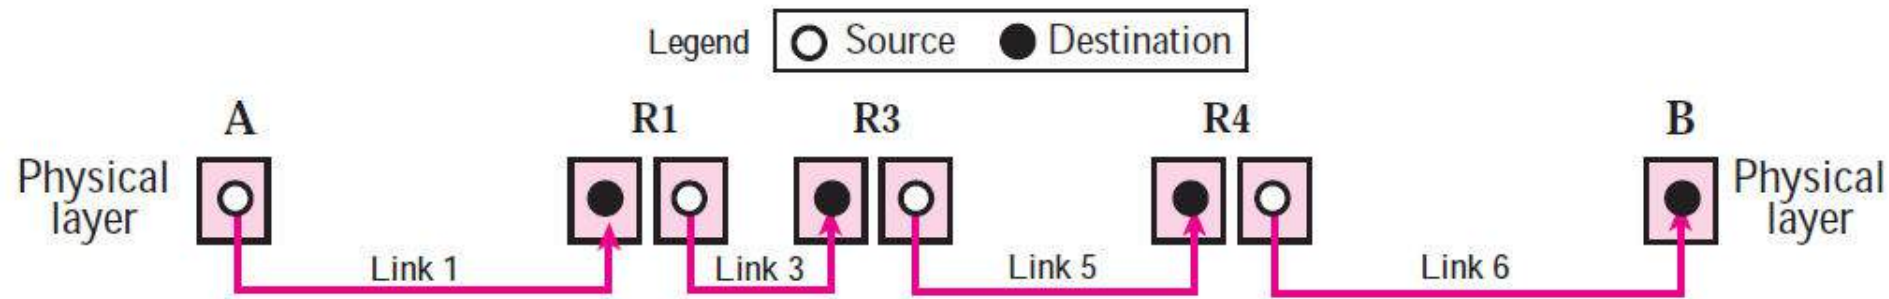 Legend Source Destination
A R1 R3 R4 B
Physical
layer
Physical
layer
Link 1 Link 3 Link 5 Link 6